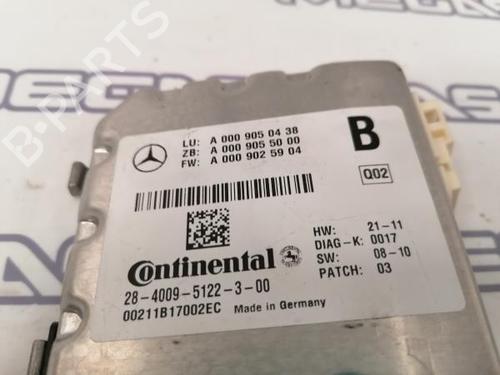 LU: A 000 905 04 38
ZB: A 000 905 50 00
FW: A 000 902 59 04
B
Q02
Continental
HW: 21-11
DIAG-K: 0017
SW: 08-10
PATCH: 03
28-4009-5122-3-00
00211B17002EC Made in Germany
B-PARTS